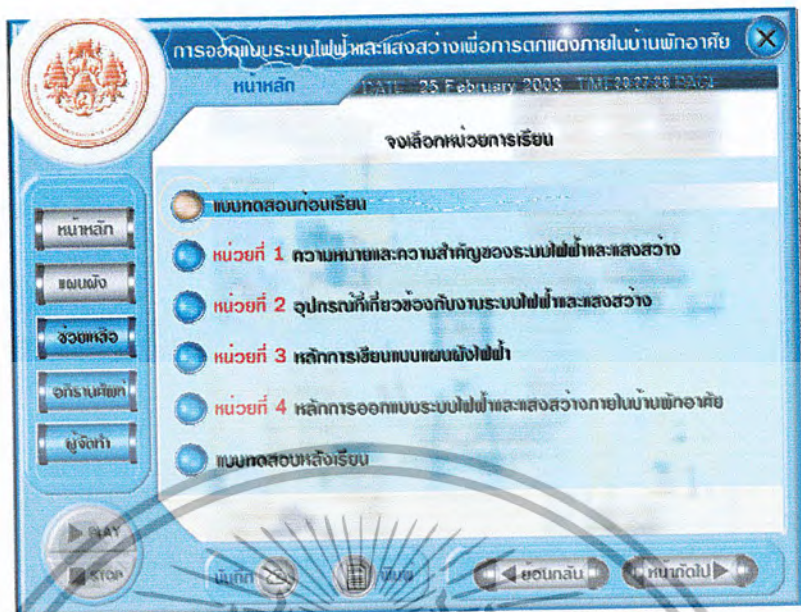 การออกแบบระบบไฟฟ้าและแสงสว่างเพื่อการตกแต่งภายในบ้านพักอาศัย
หน้าหลัก
25 February 2003
จงเลือกหน่วยการเรียน
แบบทดสอบก่อนเรียน
หน่วยที่ 1 ความหมายและความสำคัญของระบบไฟฟ้าและแสงสว่าง
หน่วยที่ 2 อุปกรณ์ที่เกี่ยวข้องกับงานระบบไฟฟ้าและแสงสว่าง
หน่วยที่ 3 หลักการเขียนแบบแผนผังไฟฟ้า
หน่วยที่ 4 หลักการออกแบบระบบไฟฟ้าและแสงสว่างภายในบ้านพักอาศัย
แบบทดสอบหลังเรียน
หน้าหลัก
แผนผัง
ช่วยเหลือ
อภิธานศัพท์
ผู้จัดทำ
PLAY
STOP
บันทึก
พิมพ์
ย้อนกลับ
หน้าถัดไป